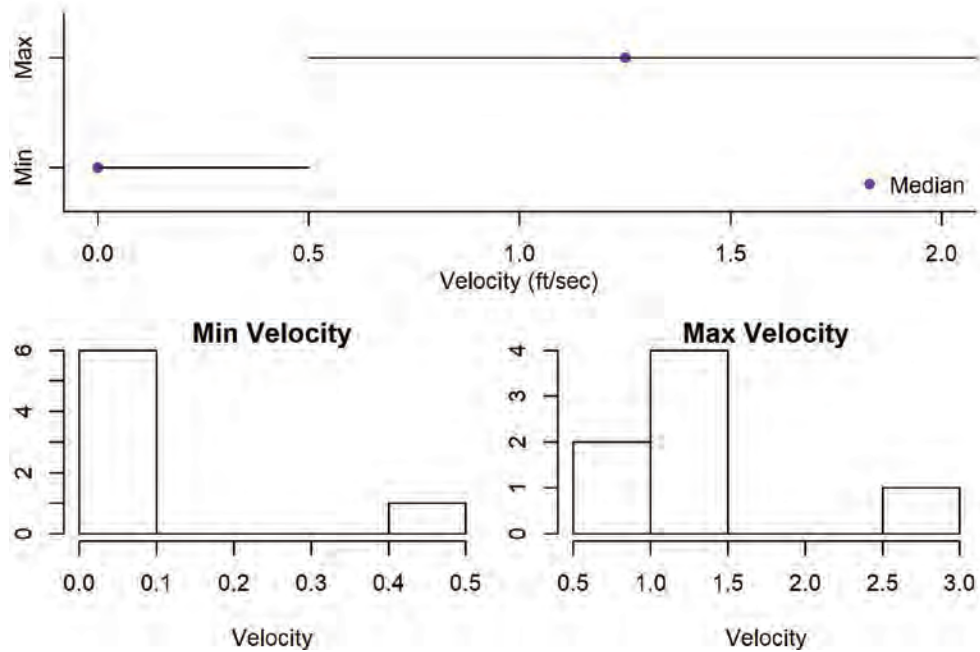 Max
Min
Median
0.0 0.5 1.0 1.5 2.0
Velocity (ft/sec)
Min Velocity
6
4
2
0
0.0 0.1 0.2 0.3 0.4 0.5
Velocity
Max Velocity
4
3
2
1
0
0.5 1.0 1.5 2.0 2.5 3.0
Velocity